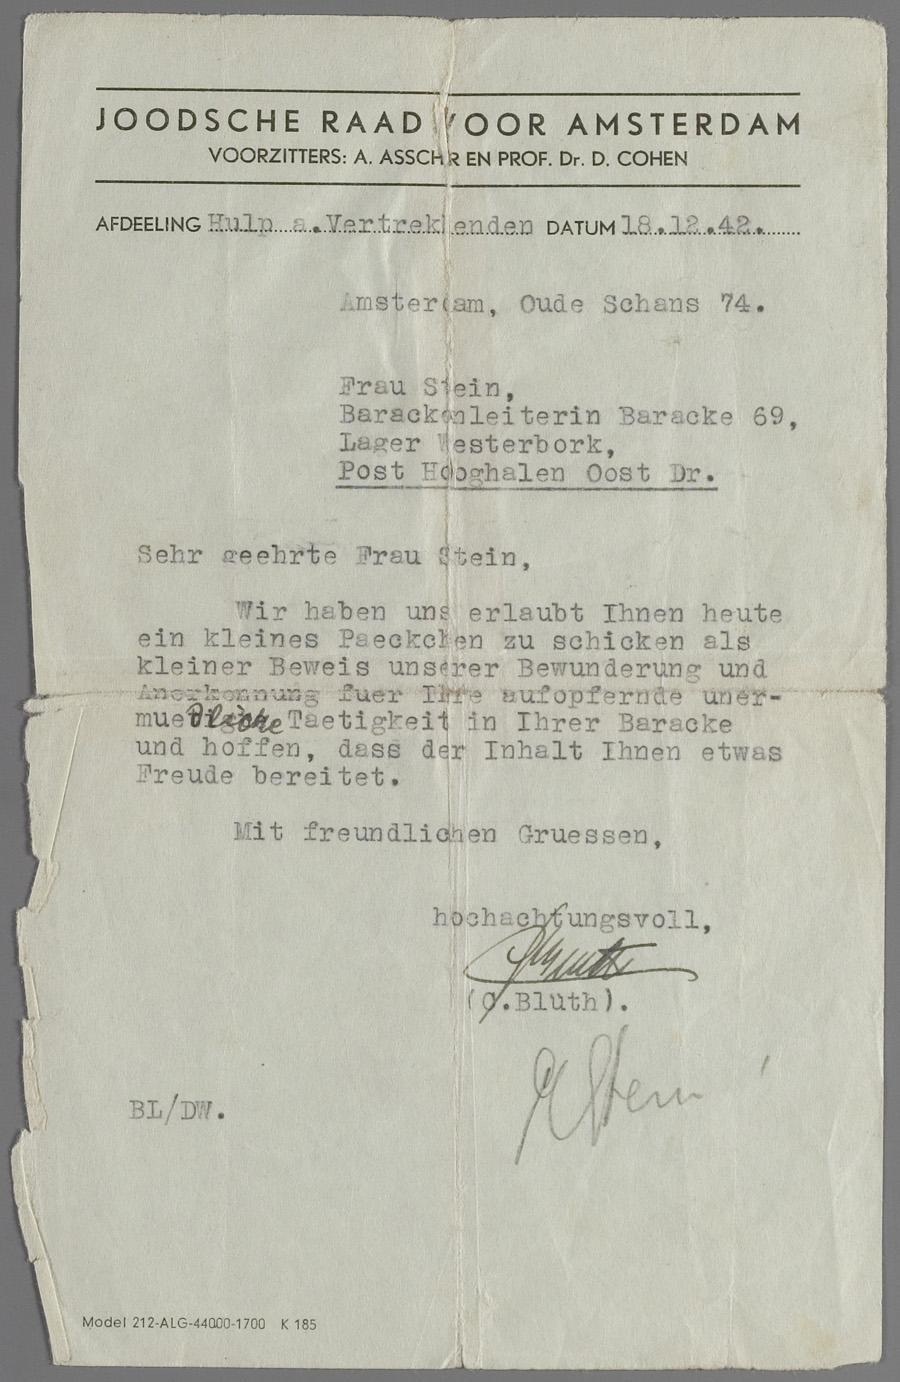 JOODSCHE RAAD VOOR AMSTERDAM
VOORZITTERS: A. ASSCHER EN PROF. Dr. D. COHEN
AFDEELING Hulp a. Vertrekkenden DATUM 18.12.42.
Amsterdam, Oude Schans 74.
Frau Stein,
Barackenleiterin Baracke 69,
Lager Westerbork,
Post Hooghalen Oost Dr.
Sehr geehrte Frau Stein,
Wir haben uns erlaubt Ihnen heute
ein kleines Paeckchen zu schicken als
kleiner Beweis unserer Bewunderung und
Anerkennung fuer Ihre aufopfernde uner-
muedliche Taetigkeit in Ihrer Baracke
und hoffen, dass der Inhalt Ihnen etwas
Freude bereitet.
Mit freundlichen Gruessen,
hochachtungsvoll,
(C.Bluth).
Stein
BL/DW.
Model 212-ALG-44000-1700 K 185